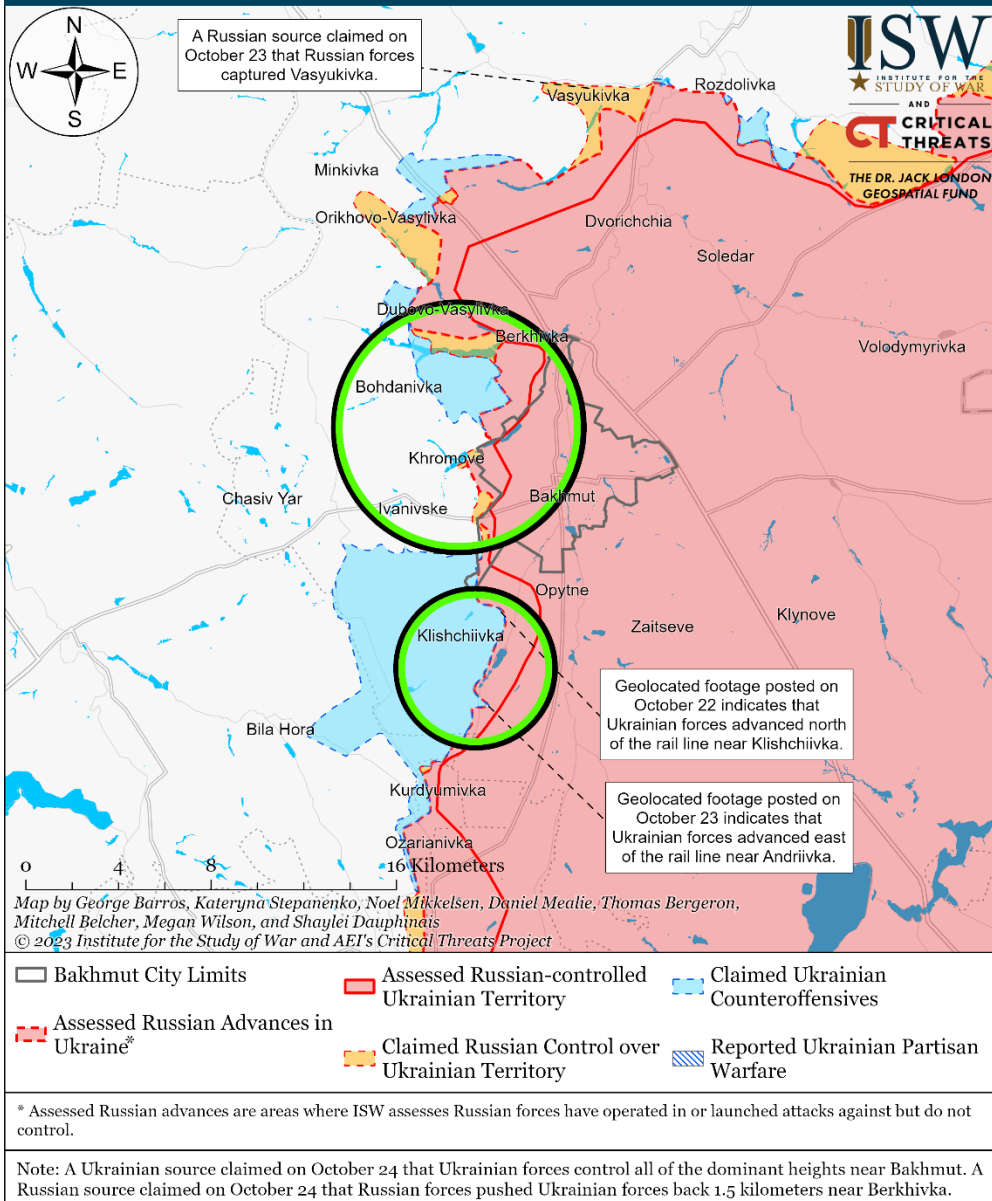 N
W E
S
A Russian source claimed on
October 23 that Russian forces
captured Vasyukivka.
ISW
INSTITUTE FOR THE
STUDY OF WAR
AND
CT CRITICAL
THREATS
THE DR. JACK LONDON
GEOSPATIAL FUND
Vasyukivka
Rozdolivka
Minkivka
Orikhovo-Vasylivka
Dvorichchia
Soledar
Dubovo-Vasylivka
Berkhivka
Volodymyrivka
Bohdanivka
Khromove
Chasiv Yar
Ivanivske
Bakhmut
Opytne
Klishchiivka
Zaitseve
Klynove
Geolocated footage posted on
October 22 indicates that
Ukrainian forces advanced north
of the rail line near Klishchiivka.
Bila Hora
Kurdyumivka
Geolocated footage posted on
October 23 indicates that
Ukrainian forces advanced east
of the rail line near Andriivka.
Ozarianivka
0 4 8 16 Kilometers
Map by George Barros, Kateryna Stepanenko, Noel Mikkelsen, Daniel Mealie, Thomas Bergeron,
Mitchell Belcher, Megan Wilson, and Shaylei Dauphinais
© 2023 Institute for the Study of War and AEI's Critical Threats Project
Bakhmut City Limits
Assessed Russian Advances in
Ukraine*
Assessed Russian-controlled
Ukrainian Territory
Claimed Russian Control over
Ukrainian Territory
Claimed Ukrainian
Counteroffensives
Reported Ukrainian Partisan
Warfare
* Assessed Russian advances are areas where ISW assesses Russian forces have operated in or launched attacks against but do not
control.
Note: A Ukrainian source claimed on October 24 that Ukrainian forces control all of the dominant heights near Bakhmut. A
Russian source claimed on October 24 that Russian forces pushed Ukrainian forces back 1.5 kilometers near Berkhivka.